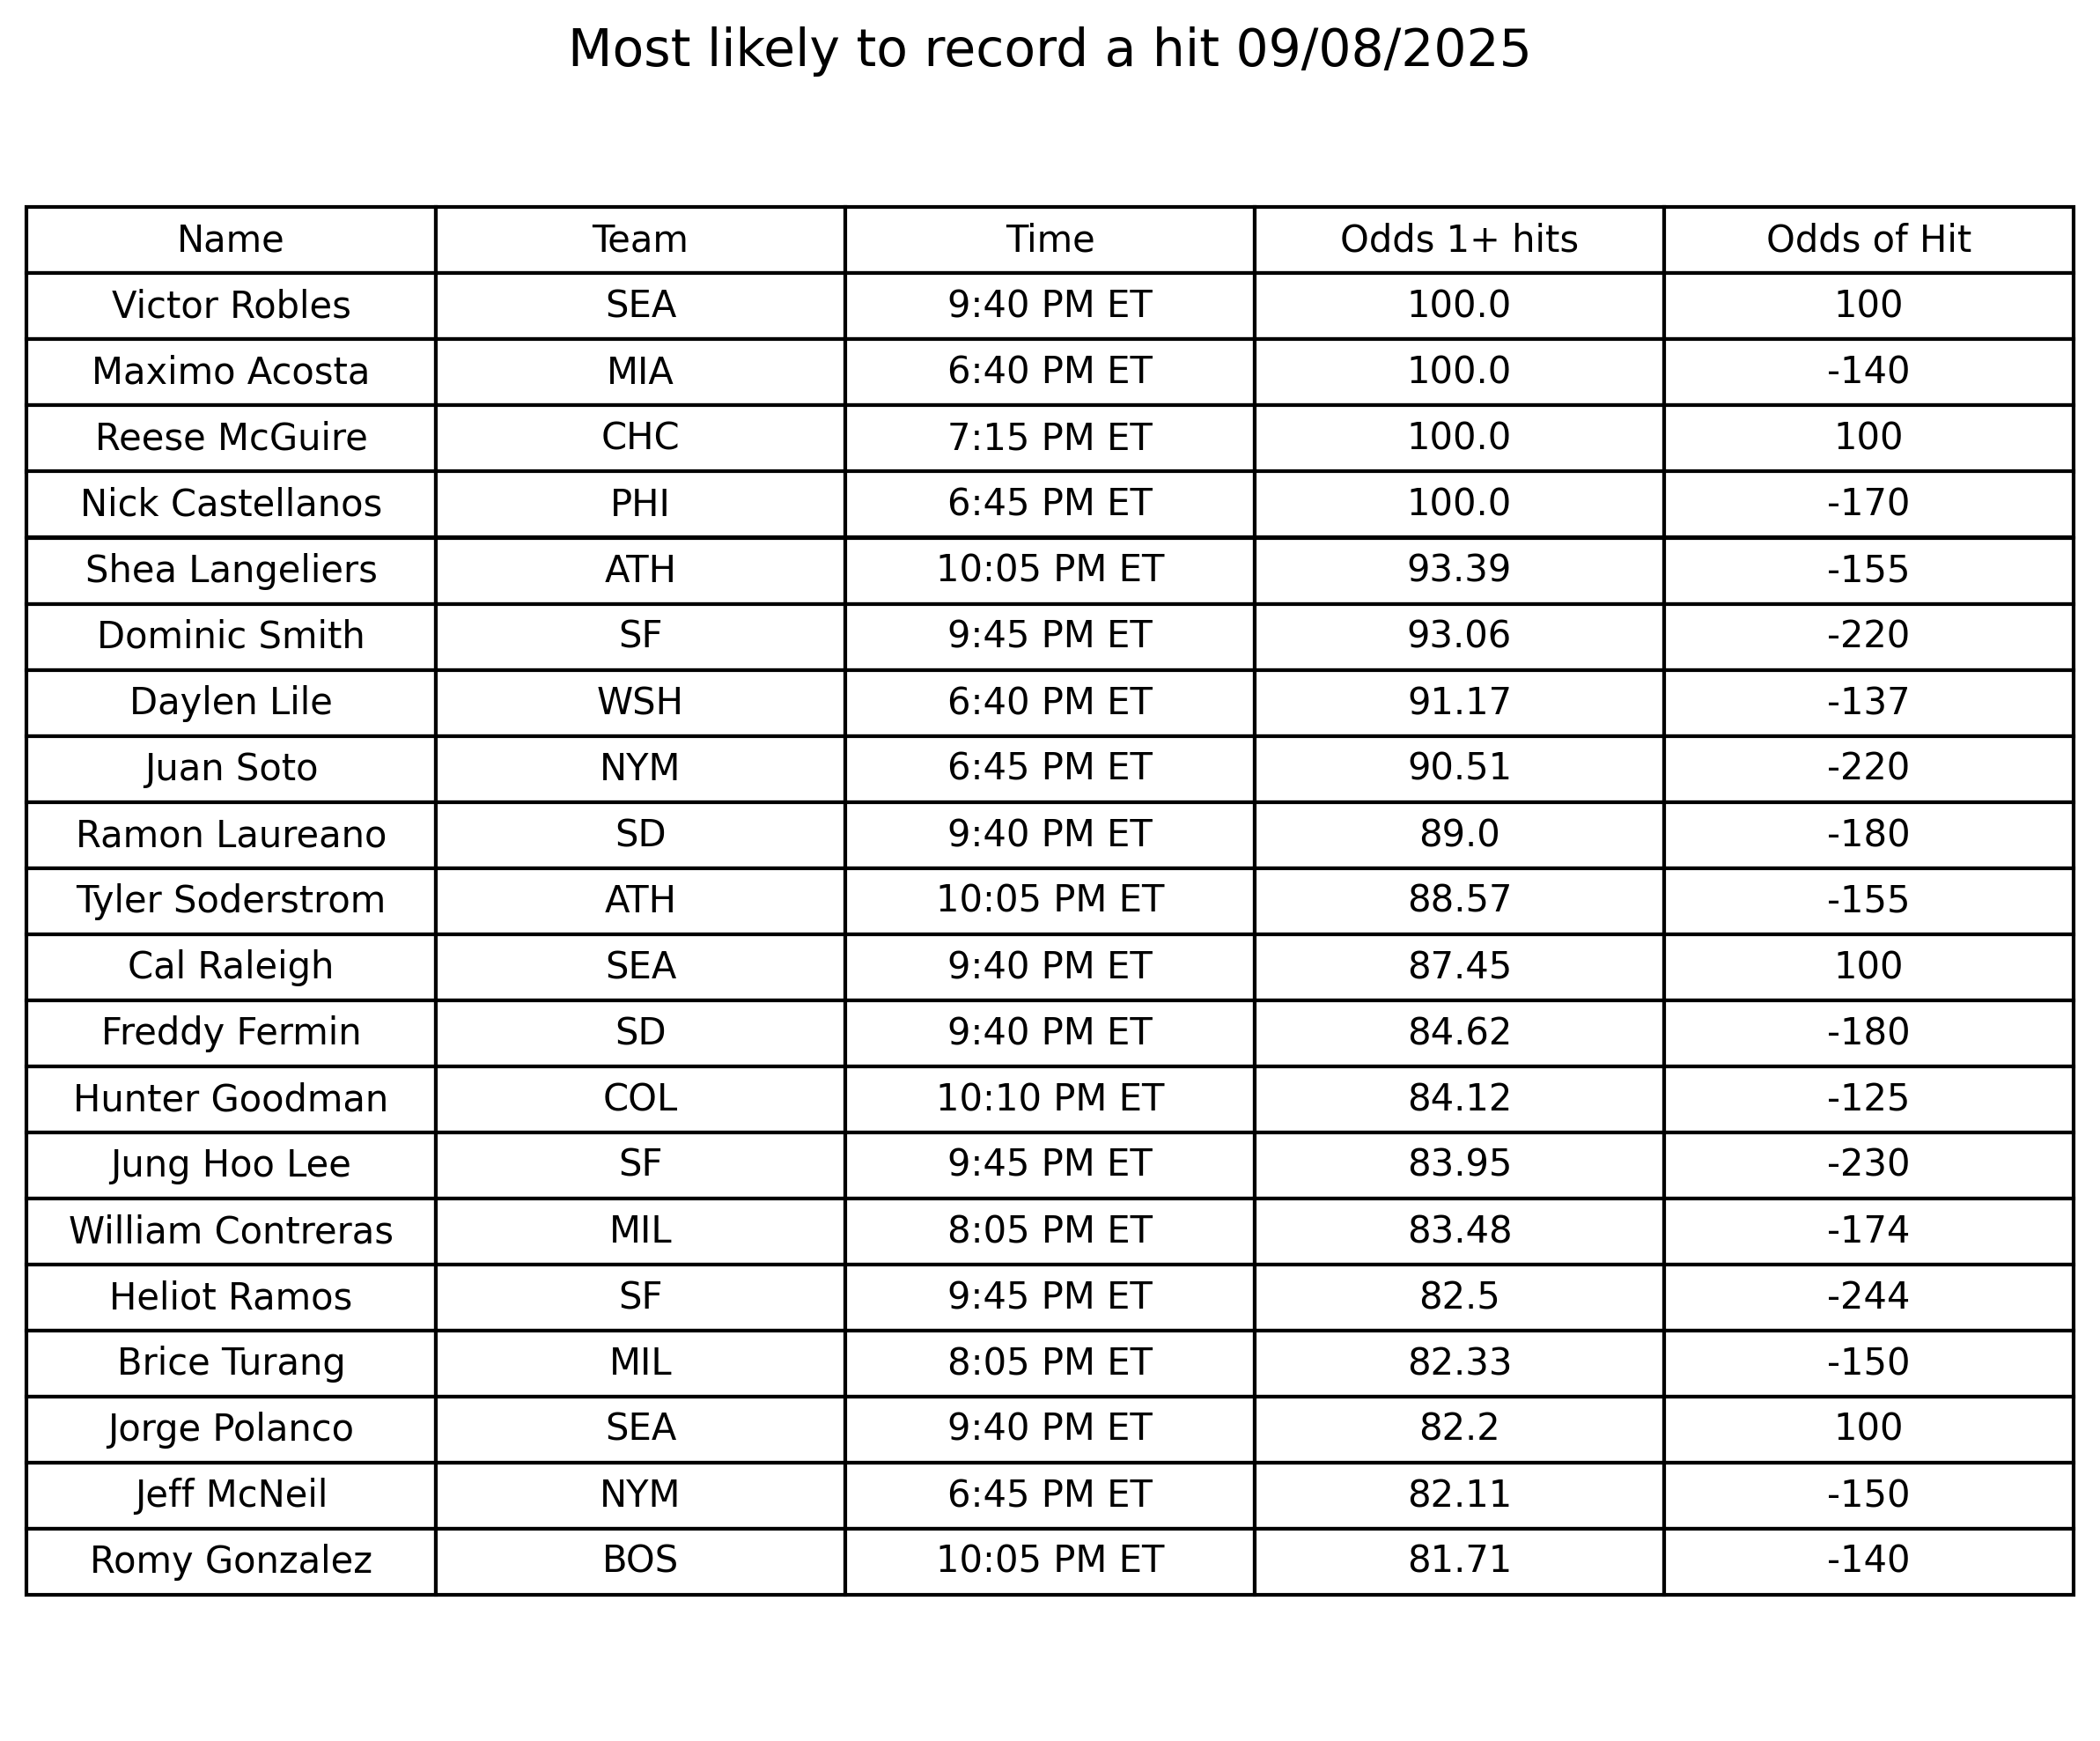 Most likely to record a hit 09/08/2025
Name Team Time Odds 1+ hits Odds of Hit
Victor Robles SEA 9:40 PM ET 100.0 100
Maximo Acosta MIA 6:40 PM ET 100.0 -140
Reese McGuire CHC 7:15 PM ET 100.0 100
Nick Castellanos PHI 6:45 PM ET 100.0 -170
Shea Langeliers ATH 10:05 PM ET 93.39 -155
Dominic Smith SF 9:45 PM ET 93.06 -220
Daylen Lile WSH 6:40 PM ET 91.17 -137
Juan Soto NYM 6:45 PM ET 90.51 -220
Ramon Laureano SD 9:40 PM ET 89.0 -180
Tyler Soderstrom ATH 10:05 PM ET 88.57 -155
Cal Raleigh SEA 9:40 PM ET 87.45 100
Freddy Fermin SD 9:40 PM ET 84.62 -180
Hunter Goodman COL 10:10 PM ET 84.12 -125
Jung Hoo Lee SF 9:45 PM ET 83.95 -230
William Contreras MIL 8:05 PM ET 83.48 -174
Heliot Ramos SF 9:45 PM ET 82.5 -244
Brice Turang MIL 8:05 PM ET 82.33 -150
Jorge Polanco SEA 9:40 PM ET 82.2 100
Jeff McNeil NYM 6:45 PM ET 82.11 -150
Romy Gonzalez BOS 10:05 PM ET 81.71 -140